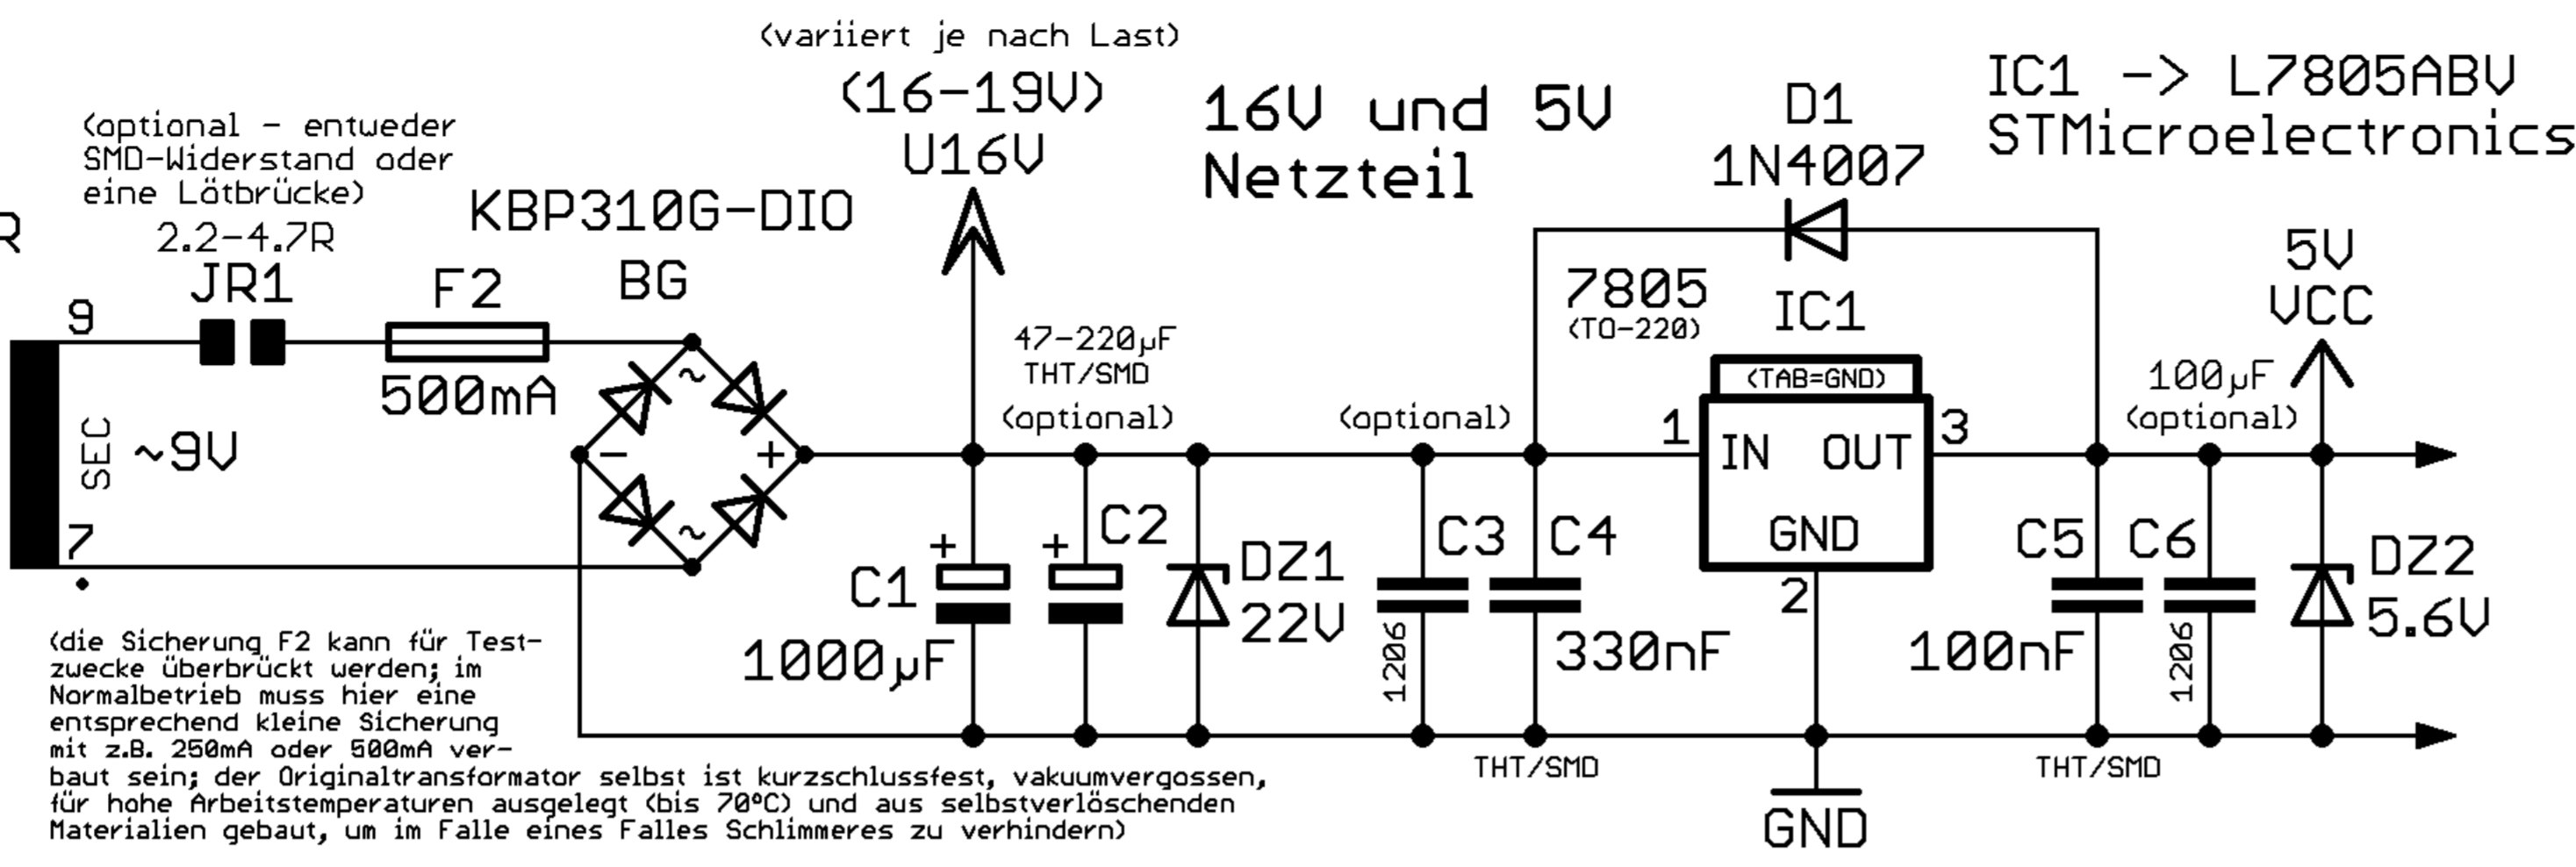 (variiert je nach Last)
(16-19V)
U16V
16V und 5V
Netzteil
D1
1N4007
IC1 -> L7805ABV
STMicroelectronics
(optional - entweder
SMD-Widerstand oder
eine Lötbrücke)
2.2-4.7R
R
JR1
F2
500mA
KBP310G-DIO
BG
9
7
SEC
~9V
~
~
-
+
47-220µF
THT/SMD
(optional)
(optional)
7805
(TO-220)
IC1
(TAB=GND)
1
IN
OUT
3
GND
2
5V
VCC
100µF
(optional)
+
C1
1000µF
+
C2
DZ1
22V
C3
1206
C4
330nF
THT/SMD
C5
100nF
THT/SMD
C6
1206
DZ2
5.6V
GND
(die Sicherung F2 kann für Test-
zwecke überbrückt werden; im
Normalbetrieb muss hier eine
entsprechend kleine Sicherung
mit z.B. 250mA oder 500mA ver-
baut sein; der Originaltransformator selbst ist kurzschlussfest, vakuumvergossen,
für hohe Arbeitstemperaturen ausgelegt (bis 70°C) und aus selbstverlöschenden
Materialien gebaut, um im Falle eines Falles Schlimmeres zu verhindern)